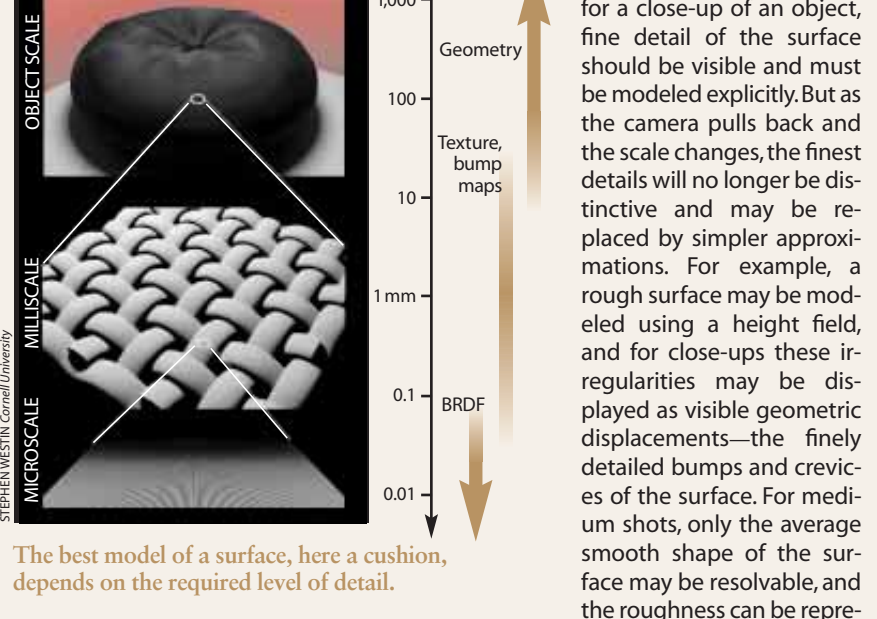 OBJECT SCALE
MILLISCALE
MICROSCALE
STEPHEN WESTIN Cornell University
1,000
100
10
1 mm
0.1
0.01
Geometry
Texture,
bump
maps
BRDF
The best model of a surface, here a cushion,
depends on the required level of detail.
for a close-up of an object,
fine detail of the surface
should be visible and must
be modeled explicitly. But as
the camera pulls back and
the scale changes, the finest
details will no longer be dis-
tinctive and may be re-
placed by simpler approxi-
mations. For example, a
rough surface may be mod-
eled using a height field,
and for close-ups these ir-
regularities may be dis-
played as visible geometric
displacements—the finely
detailed bumps and crevic-
es of the surface. For medi-
um shots, only the average
smooth shape of the sur-
face may be resolvable, and
the roughness can be repre-